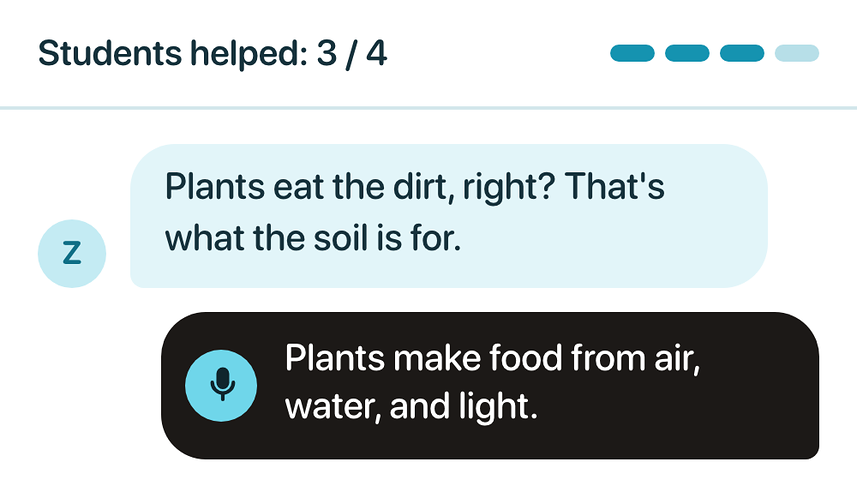 Students helped: 3 / 4
Plants eat the dirt, right? That's
what the soil is for.
Z
Plants make food from air,
water, and light.